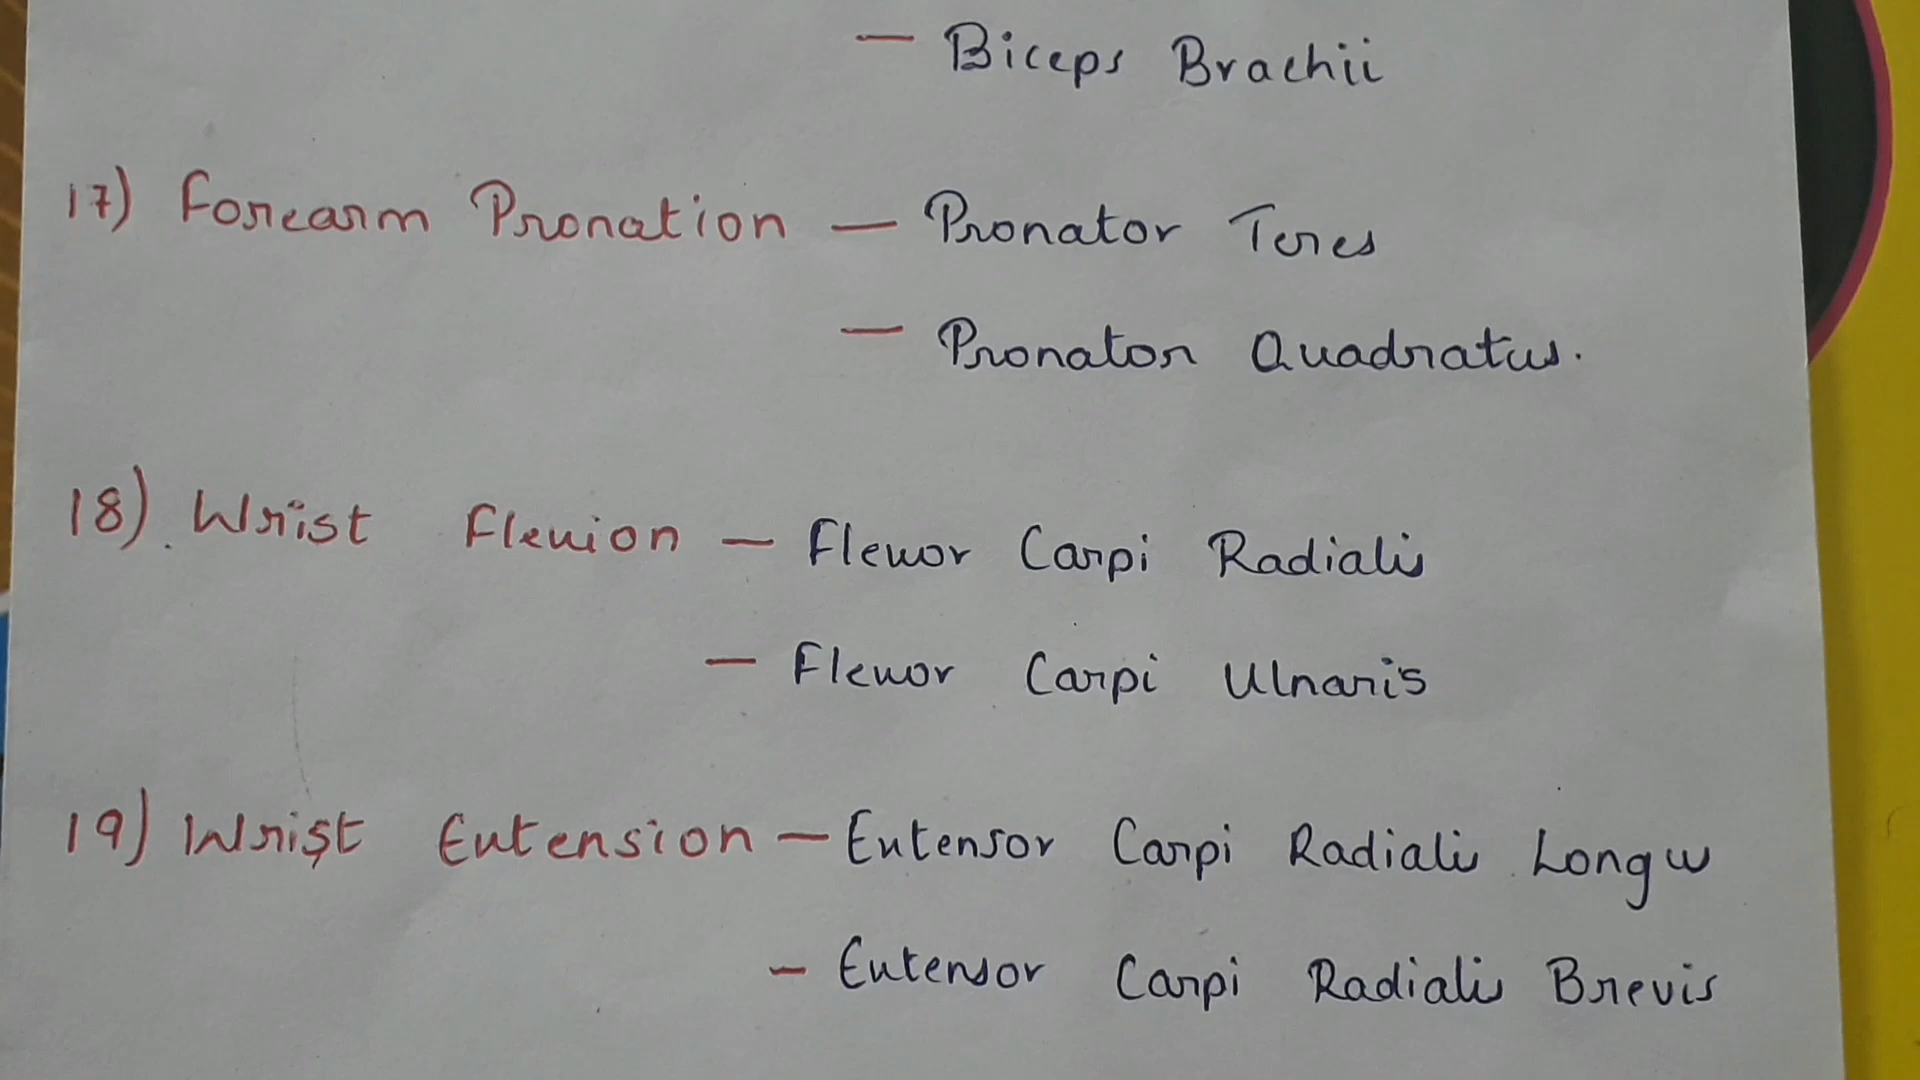 — Biceps Brachii
17) Forearm Pronation — Pronator Teres
— Pronator Quadratus.
18). Wrist Flexion — Flexor Carpi Radialis
— Flexor Carpi Ulnaris
19) Wrist Extension — Extensor Carpi Radialis Longus
— Extensor Carpi Radialis Brevis